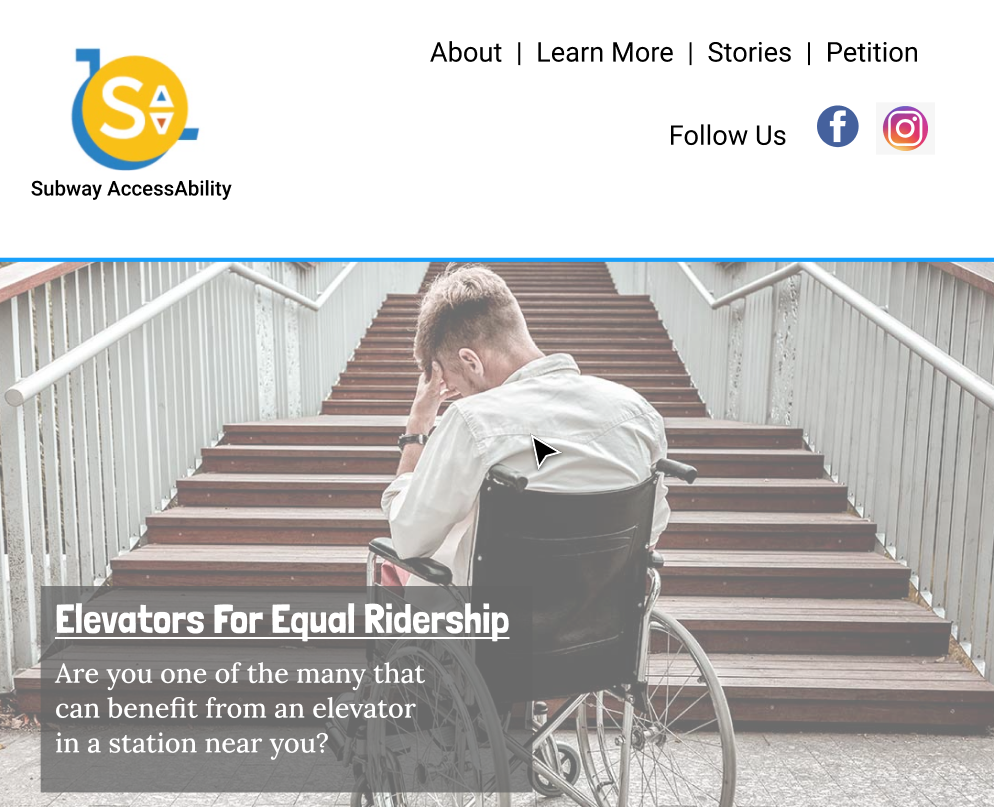 About | Learn More | Stories | Petition
SA
Follow Us
Subway AccessAbility
Elevators For Equal Ridership
Are you one of the many that
can benefit from an elevator
in a station near you?